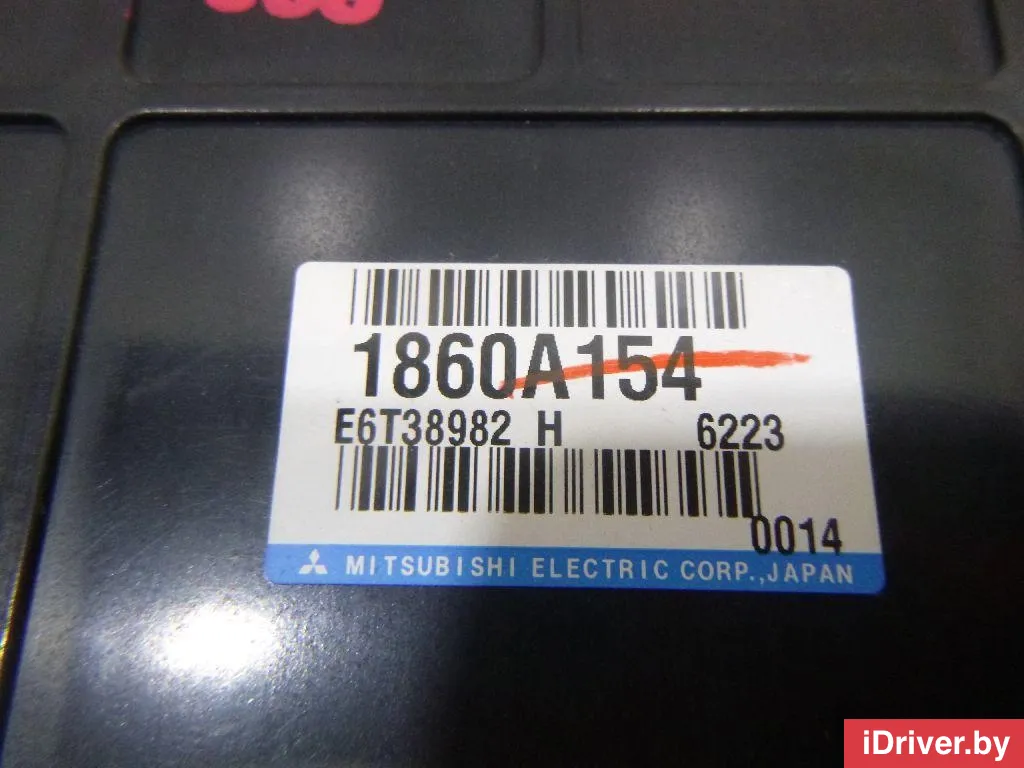 1860A154
E6T38982 H 6223
0014
MITSUBISHI ELECTRIC CORP.,JAPAN
iDriver.by